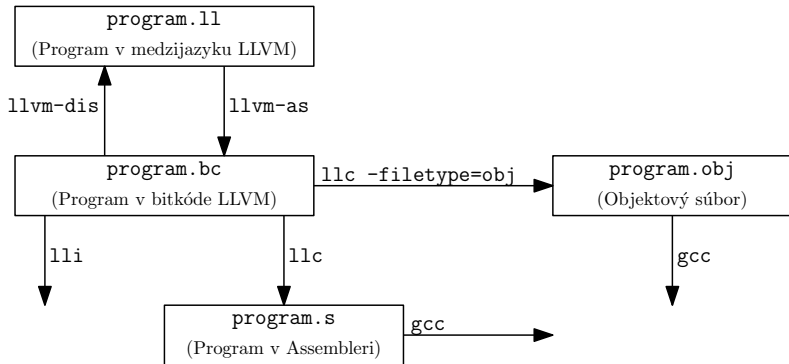 program.ll
(Program v medzijazyku LLVM)
llvm-dis
llvm-as
program.bc
(Program v bitkóde LLVM)
llc -filetype=obj
program.obj
(Objektový súbor)
lli
llc
gcc
program.s
(Program v Assembleri)
gcc